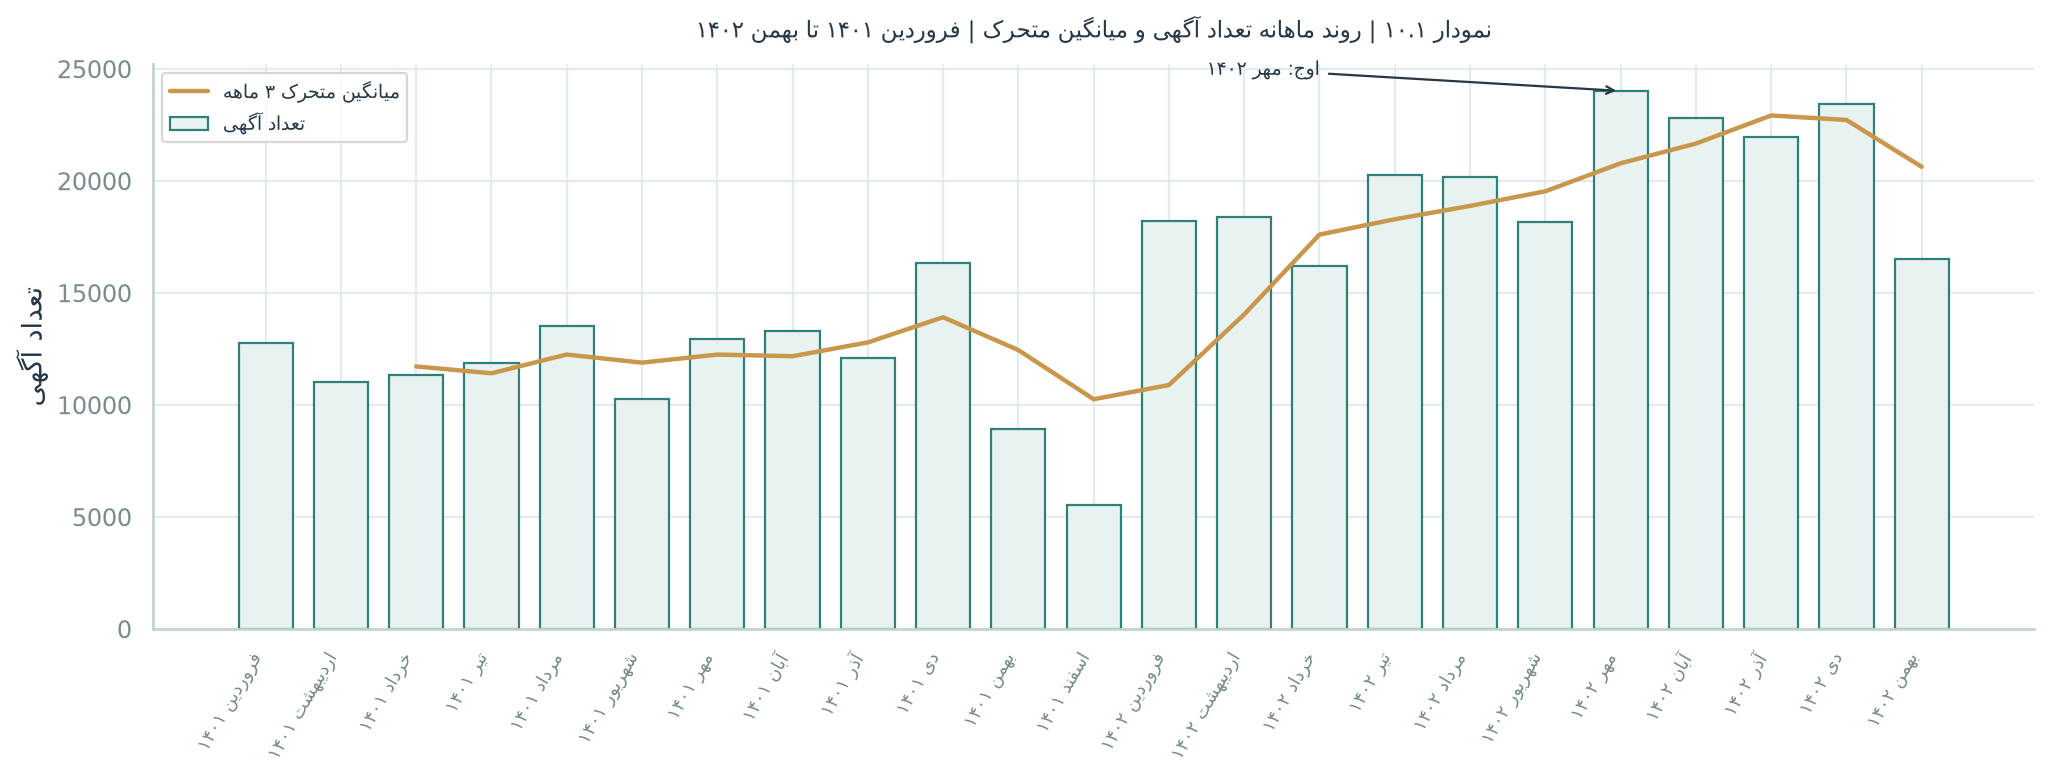 نمودار ۱۰.۱ | روند ماهانه تعداد آگهی و میانگین متحرک | فروردین ۱۴۰۱ تا بهمن ۱۴۰۲
اوج: مهر ۱۴۰۲
میانگین متحرک ۳ ماهه
تعداد آگهی
تعداد آگهی
25000
20000
15000
10000
5000
0
فروردین ۱۴۰۱
اردیبهشت ۱۴۰۱
خرداد ۱۴۰۱
تیر ۱۴۰۱
مرداد ۱۴۰۱
شهریور ۱۴۰۱
مهر ۱۴۰۱
آبان ۱۴۰۱
آذر ۱۴۰۱
دی ۱۴۰۱
بهمن ۱۴۰۱
اسفند ۱۴۰۱
فروردین ۱۴۰۲
اردیبهشت ۱۴۰۲
خرداد ۱۴۰۲
تیر ۱۴۰۲
مرداد ۱۴۰۲
شهریور ۱۴۰۲
مهر ۱۴۰۲
آبان ۱۴۰۲
آذر ۱۴۰۲
دی ۱۴۰۲
بهمن ۱۴۰۲